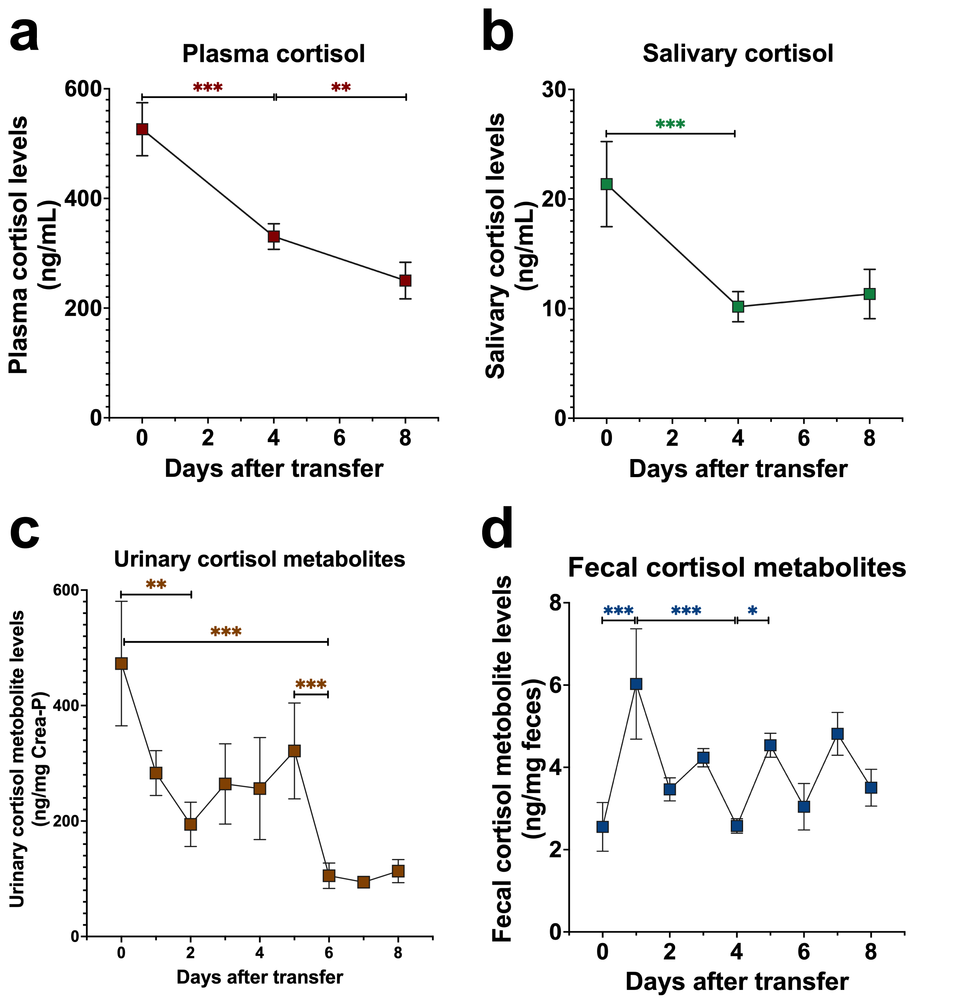 a
Plasma cortisol
*** **
Plasma cortisol levels
(ng/mL)
600
400
200
0
0 2 4 6 8
Days after transfer
b
Salivary cortisol
***
Salivary cortisol levels
(ng/mL)
30
20
10
0
0 2 4 6 8
Days after transfer
c
Urinary cortisol metabolites
**
***
***
Urinary cortisol metobolite levels
(ng/mg Crea-P)
600
400
200
0
0 2 4 6 8
Days after transfer
d
Fecal cortisol metabolites
*** *** *
Fecal cortisol metobolite levels
(ng/mg feces)
8
6
4
2
0
0 2 4 6 8
Days after transfer